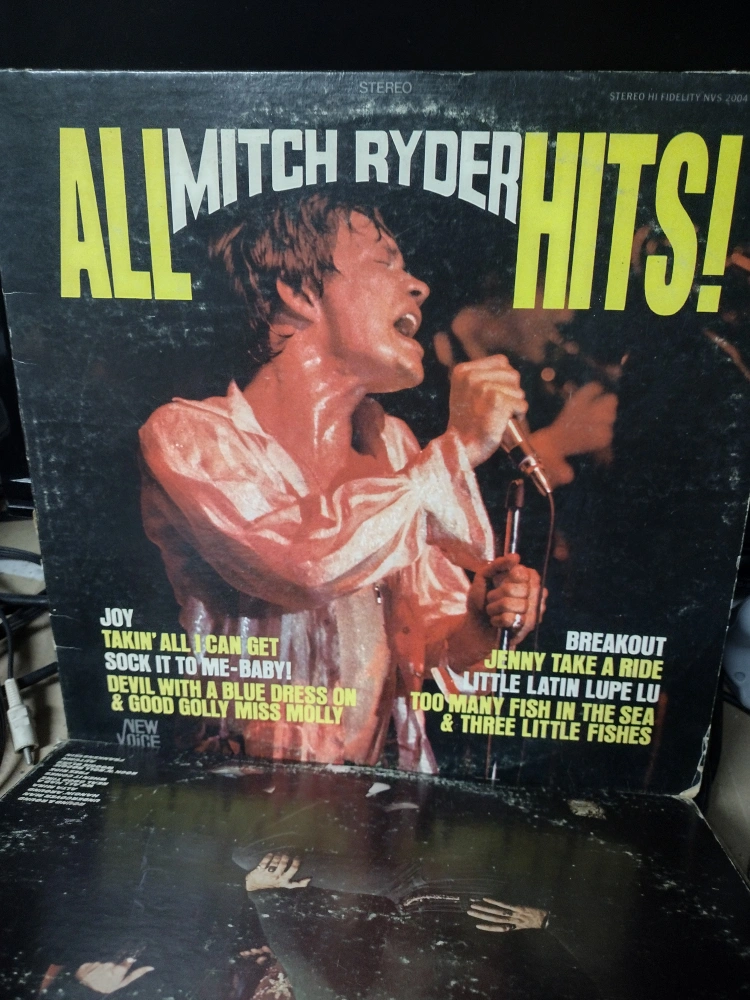 STEREO
STEREO HI FIDELITY NVS 2004
ALL MITCH RYDER HITS!
JOY
TAKIN' ALL I CAN GET
SOCK IT TO ME-BABY!
DEVIL WITH A BLUE DRESS ON
& GOOD GOLLY MISS MOLLY
BREAKOUT
JENNY TAKE A RIDE
LITTLE LATIN LUPE LU
TOO MANY FISH IN THE SEA
& THREE LITTLE FISHES
NEW
VOICE